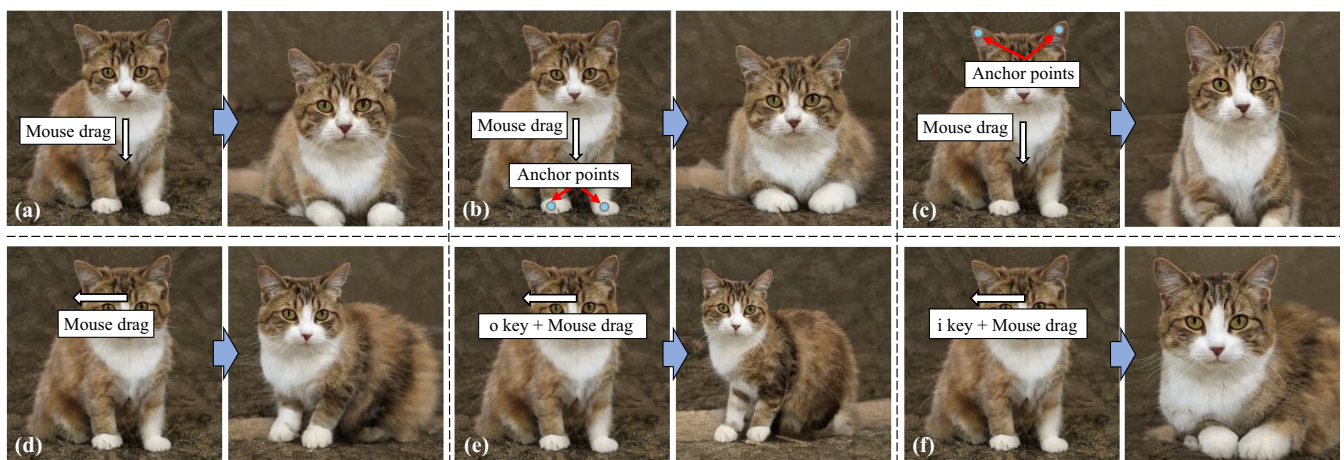 Mouse drag
(a)
Mouse drag
Anchor points
(b)
Anchor points
Mouse drag
(c)
Mouse drag
(d)
o key + Mouse drag
(e)
i key + Mouse drag
(f)